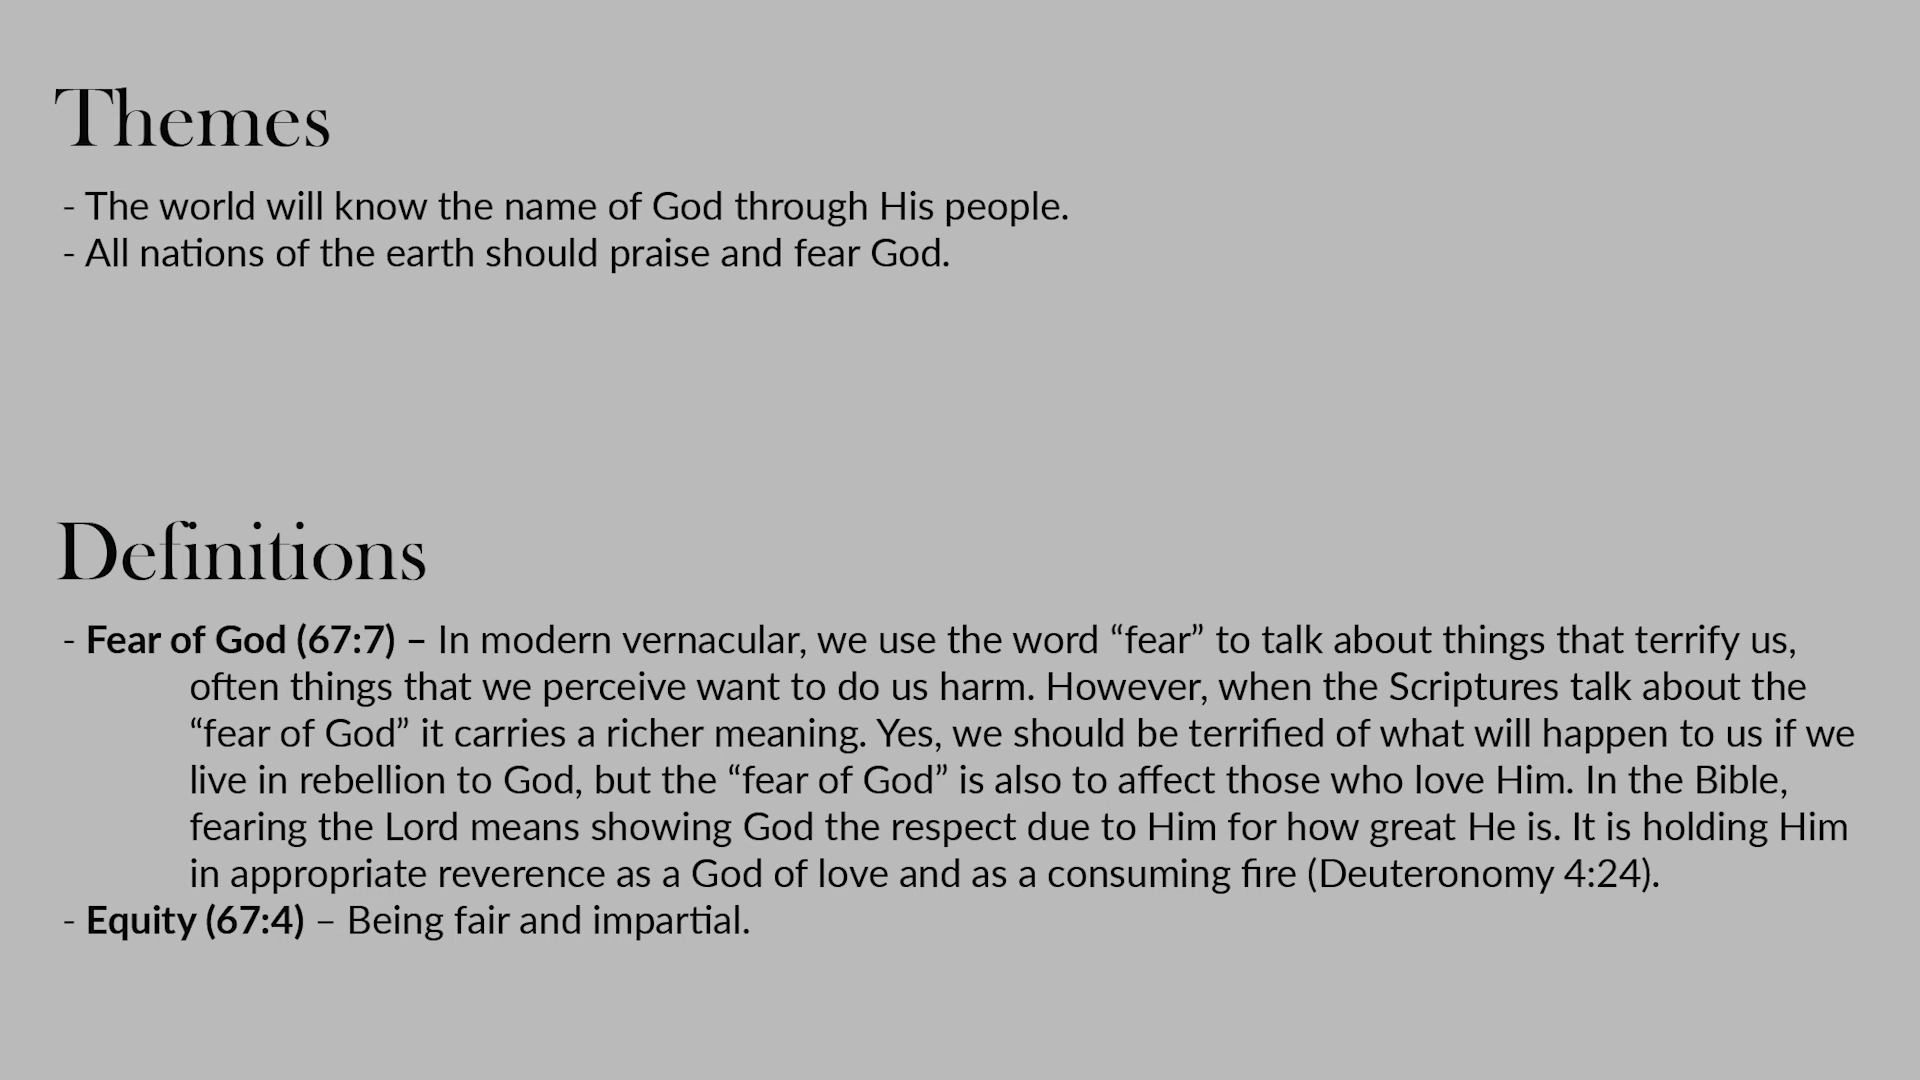 Themes
- The world will know the name of God through His people.
- All nations of the earth should praise and fear God.
Definitions
- Fear of God (67:7) – In modern vernacular, we use the word “fear” to talk about things that terrify us,
often things that we perceive want to do us harm. However, when the Scriptures talk about the
“fear of God” it carries a richer meaning. Yes, we should be terrified of what will happen to us if we
live in rebellion to God, but the “fear of God” is also to affect those who love Him. In the Bible,
fearing the Lord means showing God the respect due to Him for how great He is. It is holding Him
in appropriate reverence as a God of love and as a consuming fire (Deuteronomy 4:24).
- Equity (67:4) – Being fair and impartial.